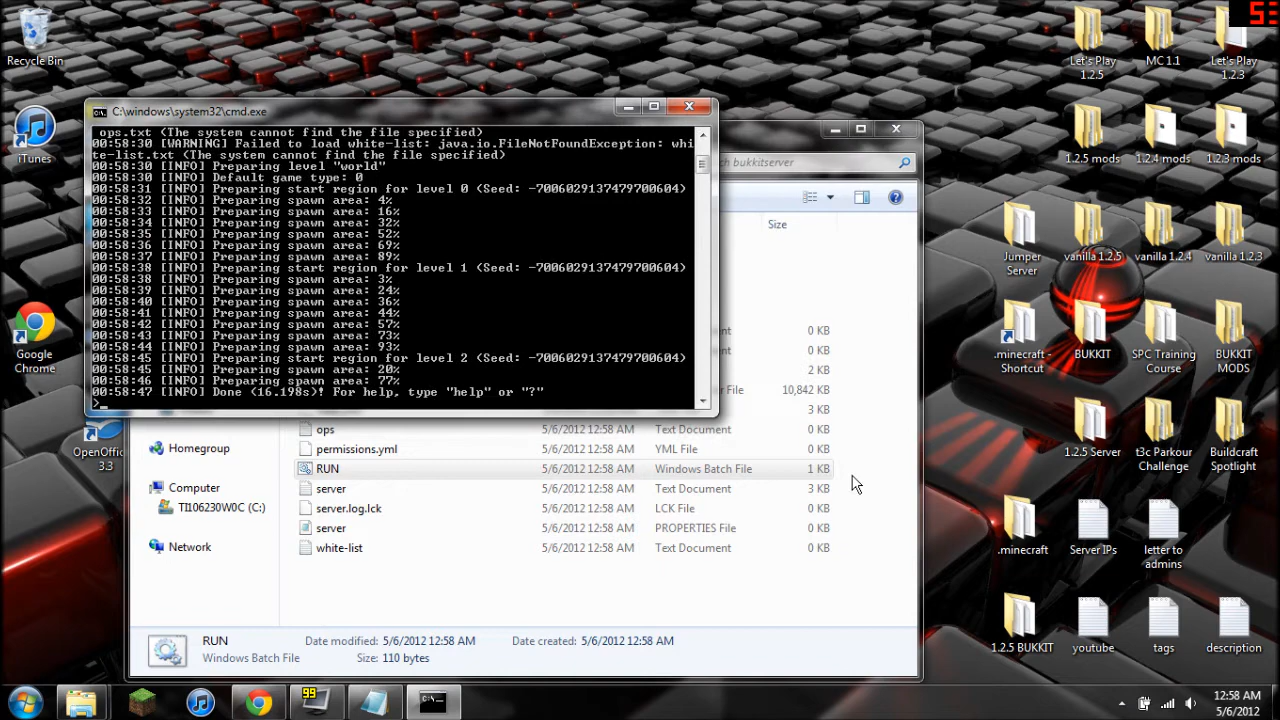 Recycle Bin
iTunes
Google
Chrome
OpenOffic
3.3
C:\windows\system32\cmd.exe
ops.txt (The system cannot find the file specified)
00:58:30 [WARNING] Failed to load white-list: java.io.FileNotFoundException: whi
te-list.txt (The system cannot find the file specified)
00:58:30 [INFO] Preparing level "world"
00:58:30 [INFO] Default game type: 0
00:58:31 [INFO] Preparing start region for level 0 (Seed: -7006029137479700604)
00:58:32 [INFO] Preparing spawn area: 4%
00:58:33 [INFO] Preparing spawn area: 16%
00:58:34 [INFO] Preparing spawn area: 32%
00:58:35 [INFO] Preparing spawn area: 52%
00:58:36 [INFO] Preparing spawn area: 69%
00:58:37 [INFO] Preparing spawn area: 89%
00:58:38 [INFO] Preparing start region for level 1 (Seed: -7006029137479700604)
00:58:38 [INFO] Preparing spawn area: 3%
00:58:39 [INFO] Preparing spawn area: 24%
00:58:40 [INFO] Preparing spawn area: 36%
00:58:41 [INFO] Preparing spawn area: 44%
00:58:42 [INFO] Preparing spawn area: 57%
00:58:43 [INFO] Preparing spawn area: 73%
00:58:44 [INFO] Preparing spawn area: 93%
00:58:45 [INFO] Preparing start region for level 2 (Seed: -7006029137479700604)
00:58:45 [INFO] Preparing spawn area: 20%
00:58:46 [INFO] Preparing spawn area: 77%
00:58:47 [INFO] Done (16.198s)! For help, type "help" or "?"
>_
ch bukkitserver
Size
ent 0 KB
ent 0 KB
2 KB
er File 10,842 KB
3 KB
ops 5/6/2012 12:58 AM Text Document 0 KB
permissions.yml 5/6/2012 12:58 AM YML File 0 KB
RUN 5/6/2012 12:58 AM Windows Batch File 1 KB
server 5/6/2012 12:58 AM Text Document 3 KB
server.log.lck 5/6/2012 12:58 AM LCK File 0 KB
server 5/6/2012 12:58 AM PROPERTIES File 0 KB
white-list 5/6/2012 12:58 AM Text Document 0 KB
Homegroup
Computer
TI106230W0C (C:)
Network
RUN Date modified: 5/6/2012 12:58 AM Date created: 5/6/2012 12:58 AM
Windows Batch File Size: 110 bytes
Let's Play
1.2.5
MC 1.1
Let's Play
1.2.3
1.2.5 mods
1.2.4 mods
1.2.3 mods
Jumper
Server
vanilla 1.2.5
vanilla 1.2.4
vanilla 1.2.3
.minecraft -
Shortcut
BUKKIT
SPC Training
Course
BUKKIT
MODS
1.2.5 Server
t3c Parkour
Challenge
Buildcraft
Spotlight
.minecraft
Server IPs
letter to
admins
1.2.5 BUKKIT
youtube
tags
description
99
12:58 AM
5/6/2012